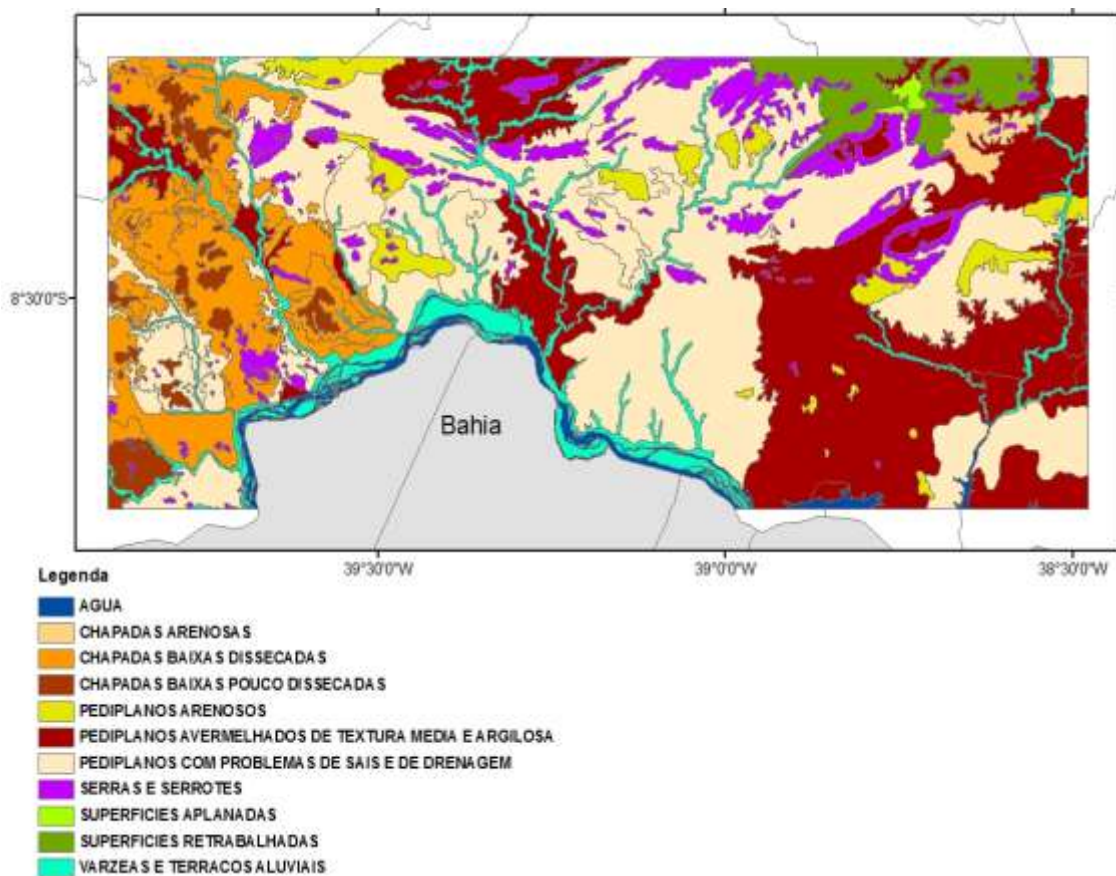 8°30'0"S
Bahia
39°30'0"W 39°0'0"W 38°30'0"W
Legenda
AGUA
CHAPADAS ARENOSAS
CHAPADAS BAIXAS DISSECADAS
CHAPADAS BAIXAS POUCO DISSECADAS
PEDIPLANOS ARENOSOS
PEDIPLANOS AVERMELHADOS DE TEXTURA MEDIA E ARGILOSA
PEDIPLANOS COM PROBLEMAS DE SAIS E DE DRENAGEM
SERRAS E SERROTES
SUPERFICIES APLANADAS
SUPERFICIES RETRABALHADAS
VARZEAS E TERRACOS ALUVIAIS